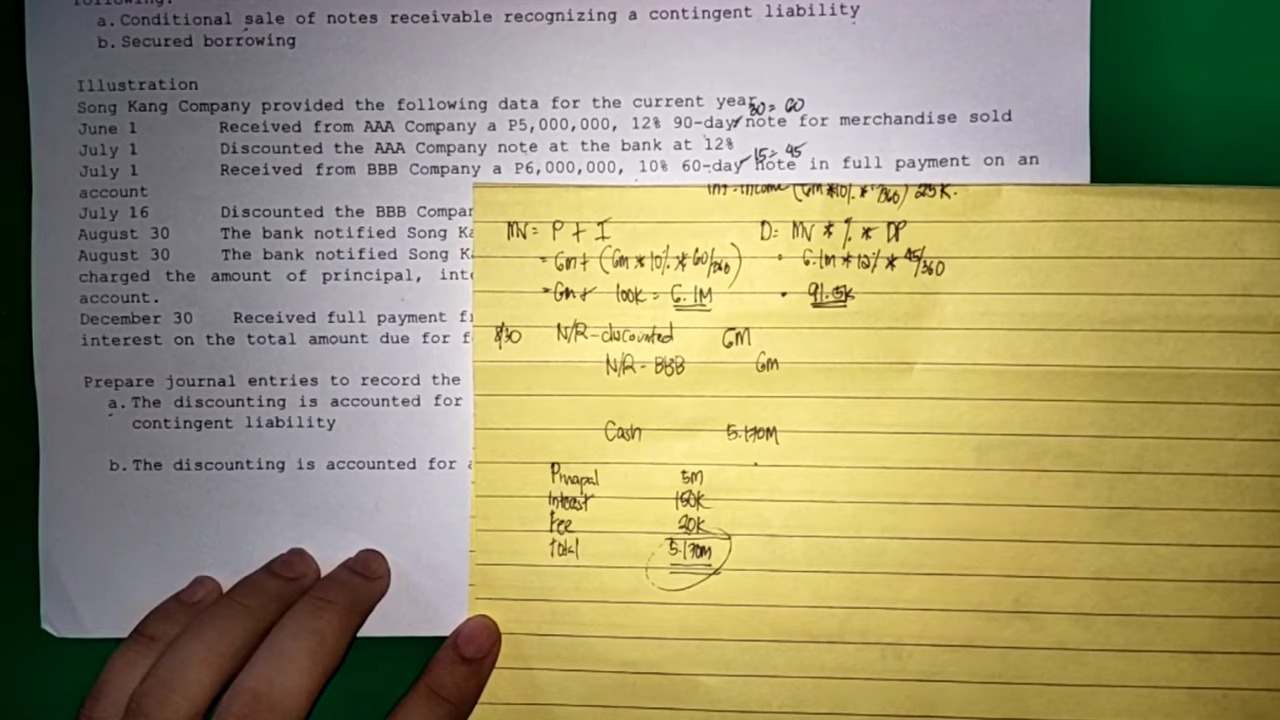 following:
a. Conditional sale of notes receivable recognizing a contingent liability
b. Secured borrowing
Illustration
Song Kang Company provided the following data for the current year
30 = 60
June 1 Received from AAA Company a P5,000,000, 12% 90-day note for merchandise sold
July 1 Discounted the AAA Company note at the bank at 12%
15 = 45
July 1 Received from BBB Company a P6,000,000, 10% 60-day note in full payment on an
account
July 16 Discounted the BBB Compan
August 30 The bank notified Song Ka
August 30 The bank notified Song K
charged the amount of principal, inte
account.
December 30 Received full payment f
interest on the total amount due for f
Prepare journal entries to record the
a. The discounting is accounted for
contingent liability
b. The discounting is accounted for a
Int. Income (6m*10%*15/360) 25K.
MV = P + I D= MV * % * DP
= 6m+ (6m*10%*60/360) = 6.1m*12%*45/360
= 6m+ 100K = 6.1M = 91.5K
8/30 N/R-discounted 6M
N/R-BBB 6m
Cash 5.170M
Principal 5M
Interest 150K
Fee 20K
Total 5.170m